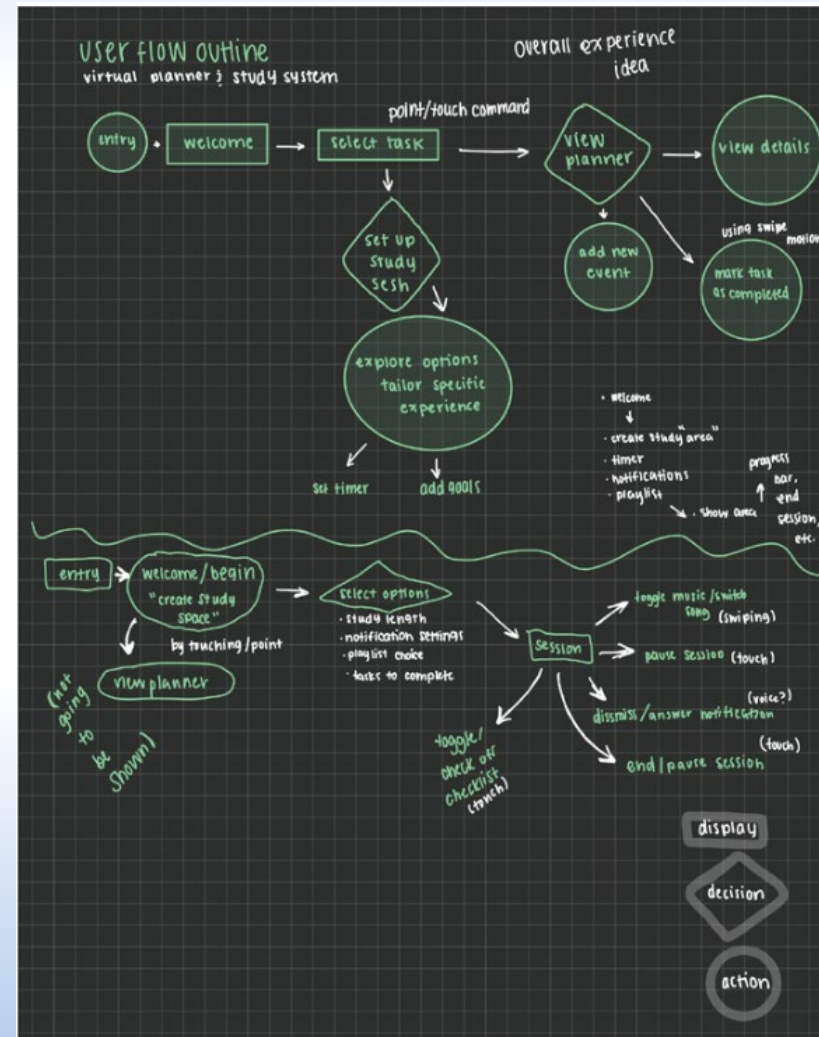 USER FLOW OUTLINE
virtual planner & study system
Overall experience
idea
entry
welcome
select task
point/touch command
view
planner
view details
set up
study
sesh
add new
event
using swipe
motion
mark task
as completed
explore options
tailor specific
experience
set timer
add goals
• welcome
• create study "area"
• timer
• notifications
• playlist
• show area
progress
bar,
end
session,
etc.
entry
welcome/begin
"create study
space"
by touching/point
view planner
(not
going
to
be
shown)
select options
• study length
• notification settings
• playlist choice
• tasks to complete
session
toggle music/switch
song (swiping)
pause session (touch)
(voice?)
dissmiss/answer notification
(touch)
end/pause session
toggle/
check off
checklist
(touch)
display
decision
action